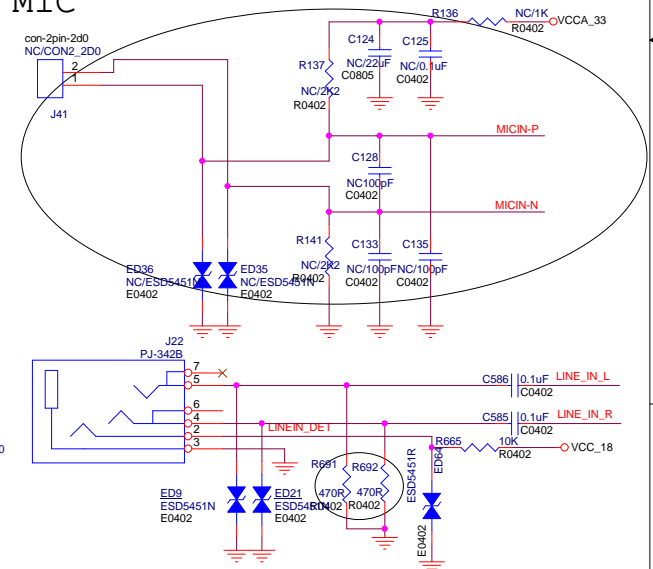 MIC
R136 NC/1K
R0402
VCCA_33
con-2pin-2d0
NC/CON2_2D0
2
1
J41
C124
NC/22uF
C0805
C125
NC/0.1uF
C0402
R137
NC/2K2
R0402
MICIN-P
C128
NC100pF
C0402
MICIN-N
R141
NC/2K2
R0402
C133
NC/100pF
C0402
C135
NC/100pF
C0402
ED36
NC/ESD5451N
E0402
ED35
NC/ESD5451N
E0402
J22
PJ-342B
7
5
6
4
2
3
C586 0.1uF
C0402
LINE_IN_L
C585 0.1uF
C0402
LINE_IN_R
LINEIN_DET
R665 10K
R0402
VCC_18
R691
470R
R0402
R692
470R
R0402
ESD5451R
ED64
E0402
ED9
ESD5451N
E0402
ED21
ESD5451N
E0402
0